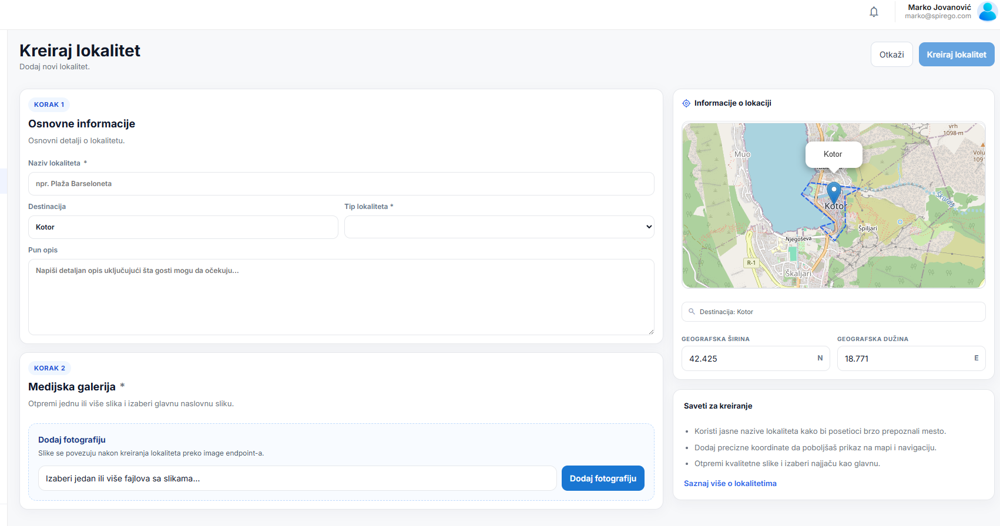 Marko Jovanović
marko@spirego.com
Kreiraj lokalitet
Dodaj novi lokalitet.
Otkaži
Kreiraj lokalitet
KORAK 1
Osnovne informacije
Osnovni detalji o lokalitetu.
Naziv lokaliteta *
npr. Plaža Barseloneta
Destinacija
Tip lokaliteta *
Kotor
Pun opis
Napiši detaljan opis uključujući šta gosti mogu da očekuju...
KORAK 2
Medijska galerija *
Otpremi jednu ili više slika i izaberi glavnu naslovnu sliku.
Dodaj fotografiju
Slike se povezuju nakon kreiranja lokaliteta preko image endpoint-a.
Izaberi jedan ili više fajlova sa slikama...
Dodaj fotografiju
Informacije o lokaciji
vrh
1098 m
Muo
Kotor
Kotor
Škurda
Špiljari
Njegoševa
R-1
Škaljari
Destinacija: Kotor
GEOGRAFSKA ŠIRINA
GEOGRAFSKA DUŽINA
42.425 N
18.771 E
Saveti za kreiranje
• Koristi jasne nazive lokaliteta kako bi posetioci brzo prepoznali mesto.
• Dodaj precizne koordinate da poboljšaš prikaz na mapi i navigaciju.
• Otpremi kvalitetne slike i izaberi najjaču kao glavnu.
Saznaj više o lokalitetima